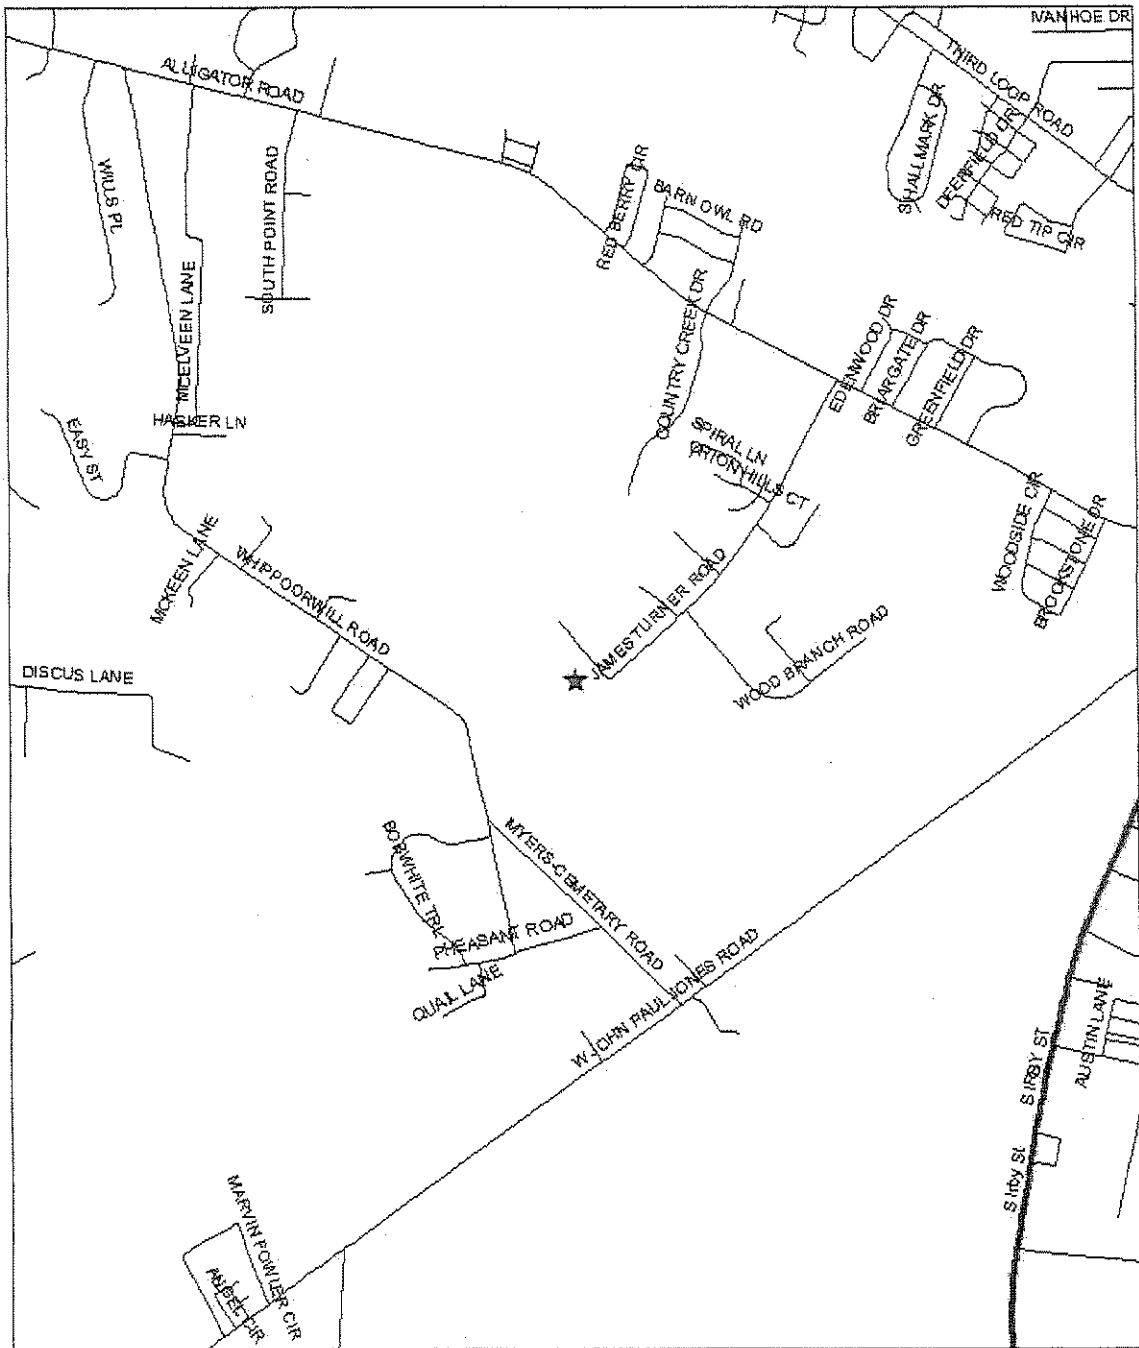 IVANHOE DR
THIRD LOOP ROAD
ALLIGATOR ROAD
SHALLMARK DR
DEERFIELD DR
RED TIP CIR
WILLS PL
SOUTH POINT ROAD
RED BERRY CIR
BARN OWL RD
MCELVEEN LANE
COUNTRY CREEK DR
EDENWOOD DR
BRIARGATE DR
GREENFIELD DR
HASKER LN
EASY ST
SPIRAL LN
ORION HILLS CT
WOODSIDE CIR
BROOKSTONE DR
MCKEEN LANE
WHIPPOORWILL ROAD
JAMES TURNER ROAD
WOOD BRANCH ROAD
DISCUS LANE
BOBWHITE TRL
MYERS-CEMETARY ROAD
PHEASANT ROAD
QUAIL LANE
W JOHN PAUL JONES ROAD
AUSTIN LANE
S IRBY ST
S Irby St
MARVIN FOWLER CIR
ANGEL CIR